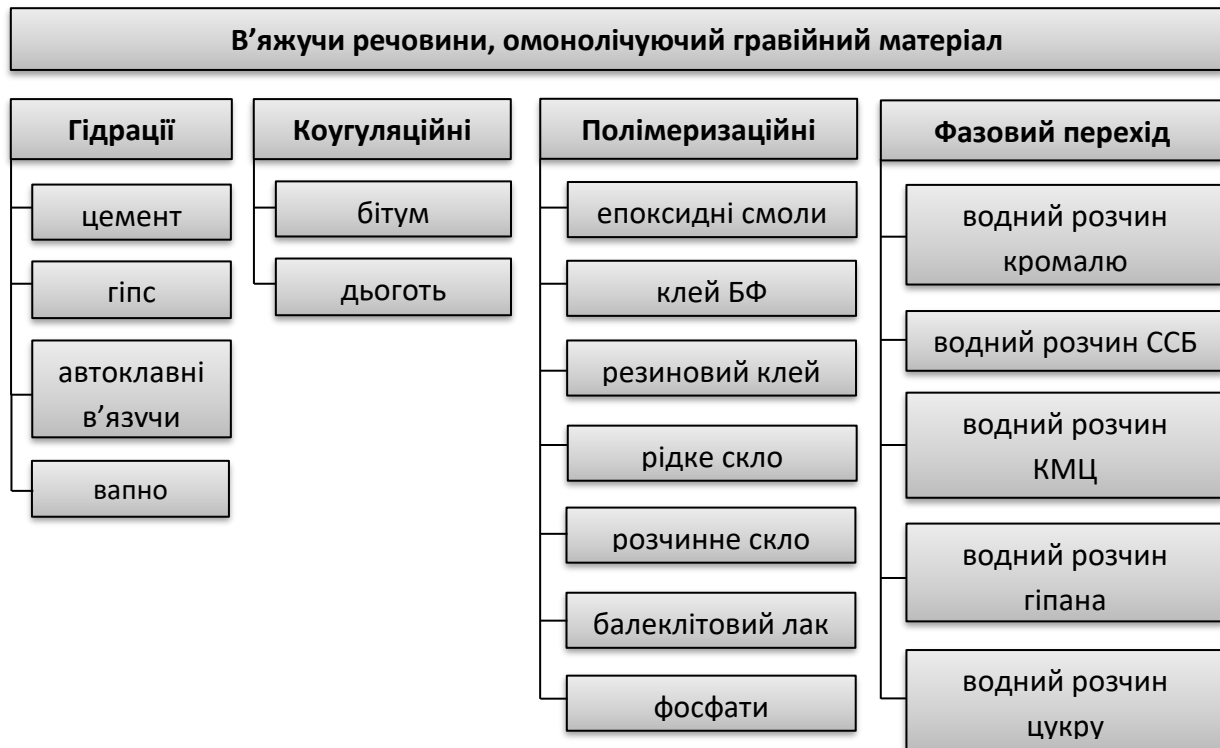 В’яжучи речовини, омонолічуючий гравійний матеріал
Гідрації
цемент
гіпс
автоклавні
в’язучи
вапно
Коугуляційні
бітум
дьоготь
Полімеризаційні
епоксидні смоли
клей БФ
резиновий клей
рідке скло
розчинне скло
балеклітовий лак
фосфати
Фазовий перехід
водний розчин
кромалю
водний розчин ССБ
водний розчин
КМЦ
водний розчин
гіпана
водний розчин
цукру